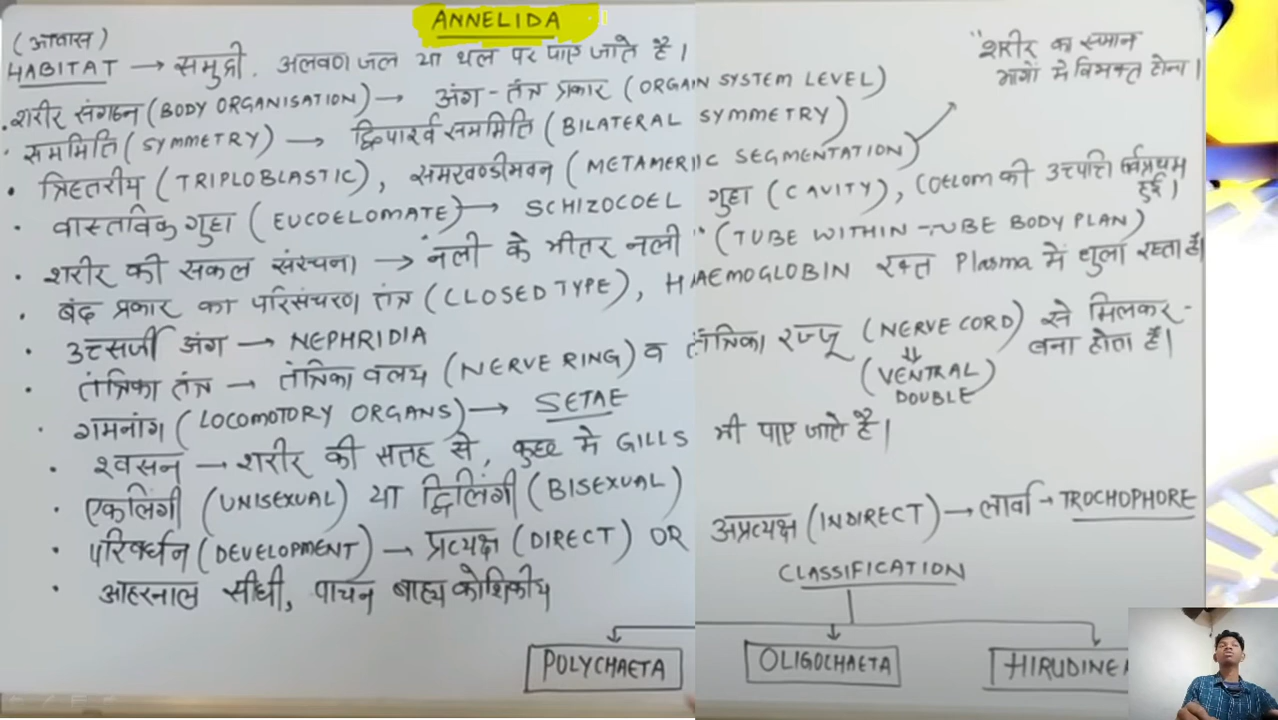 ANNELIDA
(आवास)
HABITAT → समुद्री. अलवण जल या थल पर पाए जाते है।
"शरीर का समान
भागों मे विभक्त होना।
शरीर संगठन (BODY ORGANISATION) → अंग - तंत्र प्रकार (ORGAN SYSTEM LEVEL)
सममिति (SYMMETRY) → द्विपार्श्व सममिति (BILATERAL SYMMETRY)
त्रिस्तरीय (TRIPLOBLASTIC), समखण्डीभवन (METAMERIIC SEGMENTATION)
वास्तविक गुहा (EUCOELOMATE) → SCHIZOCOEL गुहा (CAVITY), COELOM की उत्पत्ति सर्वप्रथम
हुई।
शरीर की सकल संरचना → नली के भीतर नली" (TUBE WITHIN-TUBE BODY PLAN)
बंद प्रकार का परिसंचरण तंत्र (CLOSED TYPE), HAEMOGLOBIN रक्त Plasma में धुला रहता है।
उत्सर्जी अंग → NEPHRIDIA
तंत्रिका तंत्र → तंत्रिका वलय (NERVE RING) व तंत्रिका रज्जू (NERVE CORD) से मिलकर -
बना होता है।
(VENTRAL)
DOUBLE
गमनांग (LOCOMOTORY ORGANS) → SETAE
श्वसन → शरीर की सतह से, कुछ मे GILLS भी पाए जाते है।
एकलिंगी (UNISEXUAL) या द्विलिंगी (BISEXUAL)
परिवर्धन (DEVELOPMENT) → प्रत्यक्ष (DIRECT) OR अप्रत्यक्ष (INDIRECT) → लार्वा → TROCHOPHORE
आहरनाल सीधी, पाचन बाह्य कोशिकीय
CLASSIFICATION
POLYCHAETA
OLIGOCHAETA
HIRUDINEA